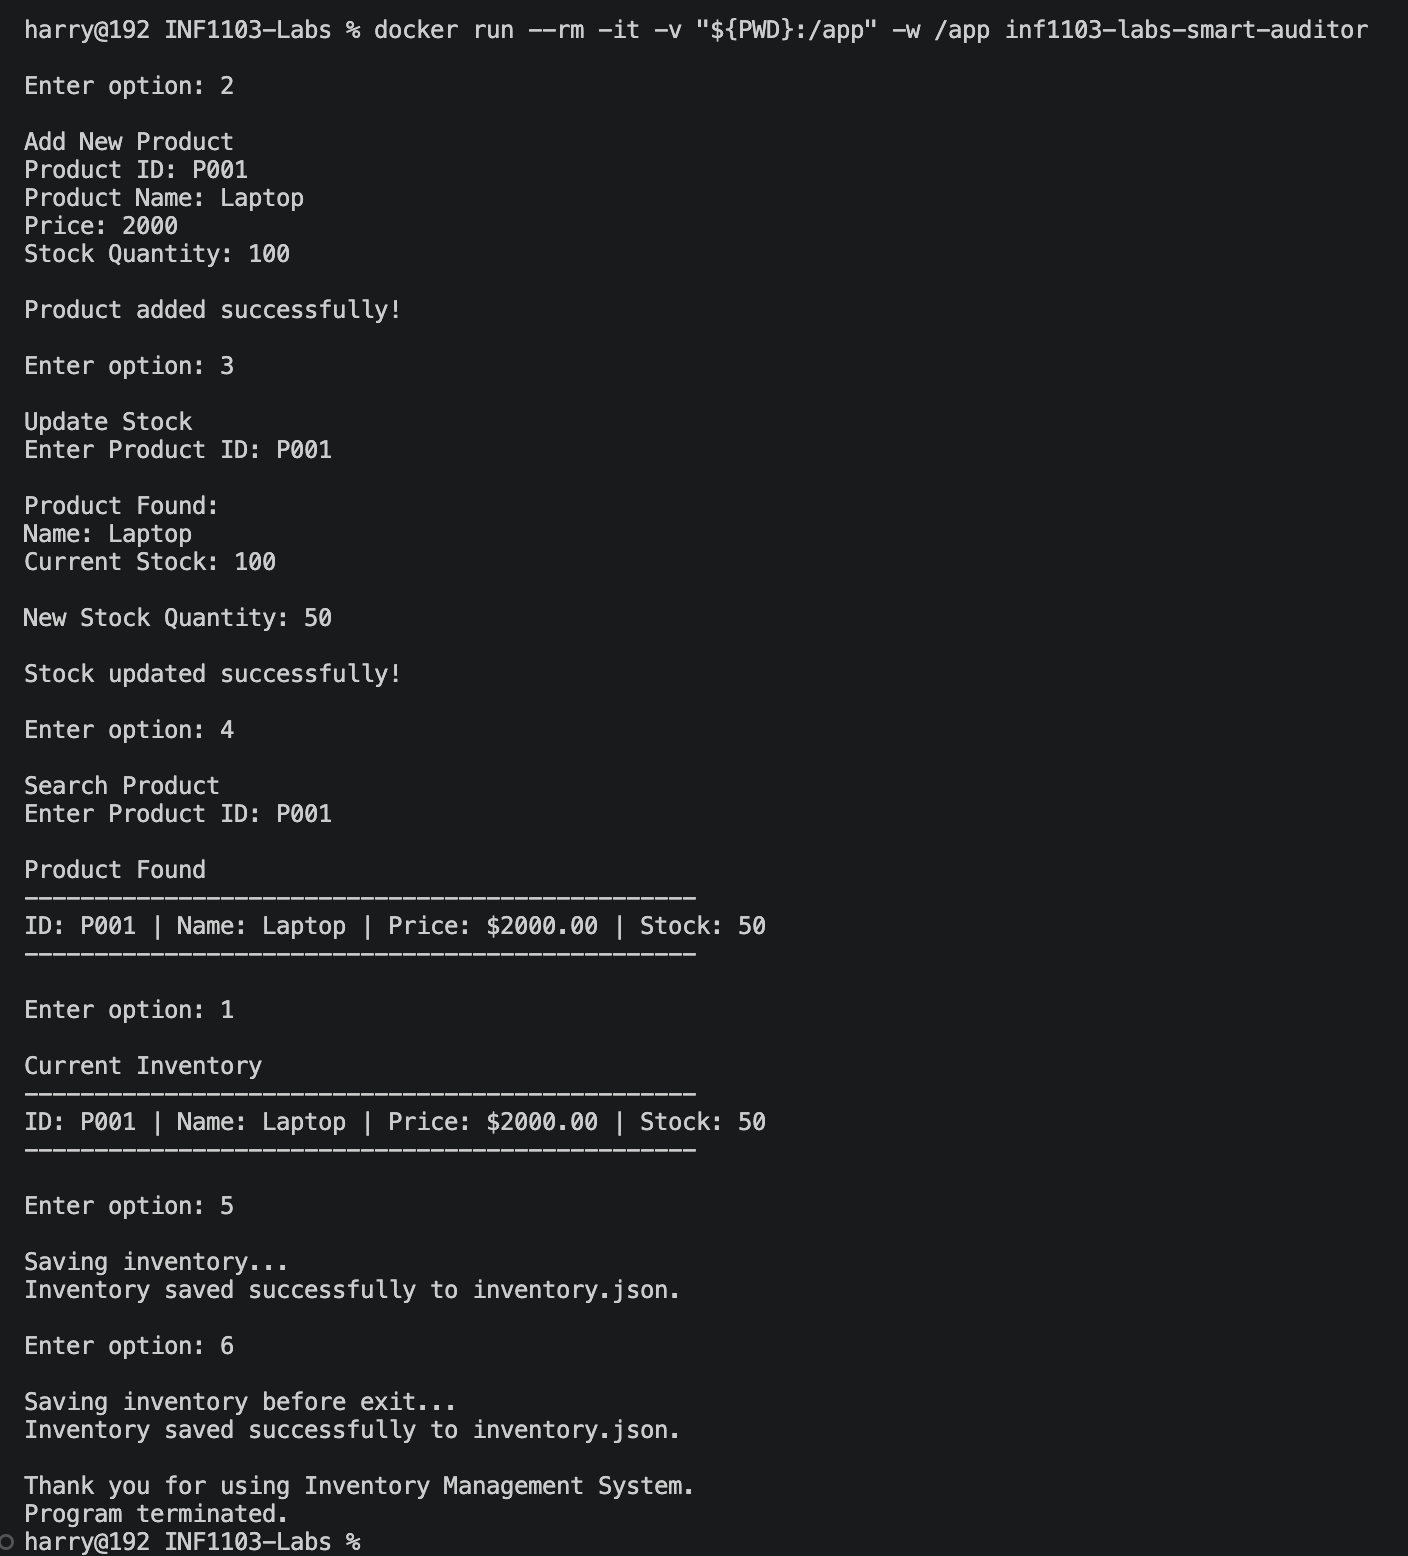 harry@192 INF1103-Labs % docker run --rm -it -v "${PWD}:/app" -w /app inf1103-labs-smart-auditor
Enter option: 2
Add New Product
Product ID: P001
Product Name: Laptop
Price: 2000
Stock Quantity: 100
Product added successfully!
Enter option: 3
Update Stock
Enter Product ID: P001
Product Found:
Name: Laptop
Current Stock: 100
New Stock Quantity: 50
Stock updated successfully!
Enter option: 4
Search Product
Enter Product ID: P001
Product Found
------------------------------------------------
ID: P001 | Name: Laptop | Price: $2000.00 | Stock: 50
------------------------------------------------
Enter option: 1
Current Inventory
------------------------------------------------
ID: P001 | Name: Laptop | Price: $2000.00 | Stock: 50
------------------------------------------------
Enter option: 5
Saving inventory...
Inventory saved successfully to inventory.json.
Enter option: 6
Saving inventory before exit...
Inventory saved successfully to inventory.json.
Thank you for using Inventory Management System.
Program terminated.
harry@192 INF1103-Labs %